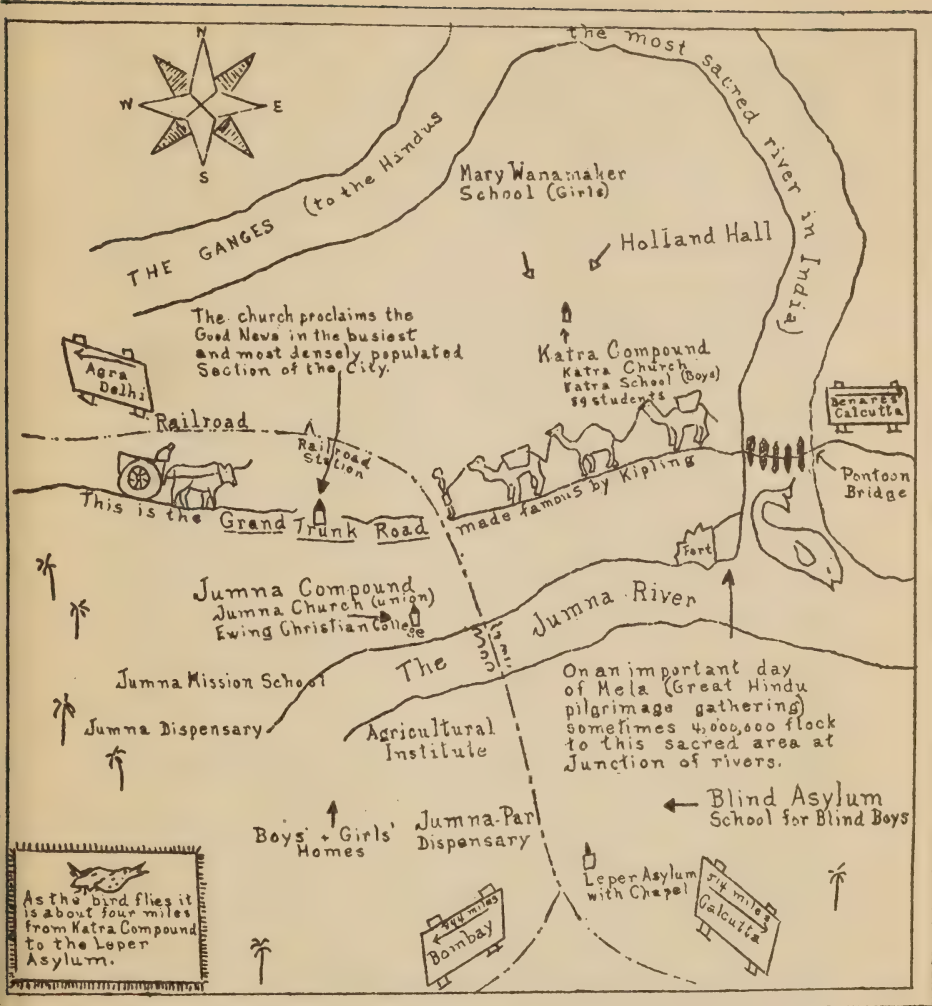 N
W E
S
THE GANGES (to the Hindus
the most sacred river in India)
Mary Wanamaker
School (Girls)
Holland Hall
The church proclaims the
Good News in the busiest
and most densely populated
Section of the City.
Agra
Delhi
Katra Compound
Katra Church
Katra School (Boys)
89 students
Benares
Calcutta
Railroad
Railroad
Station
Pontoon
Bridge
This is the Grand Trunk Road made famous by Kipling
Fort
Jumna Compound
Jumna Church (union)
Ewing Christian College
The Jumna River
Jumna Mission School
Jumna Dispensary
On an important day
of Mela (Great Hindu
pilgrimage gathering)
sometimes 4,000,000 flock
to this sacred area at
Junction of rivers.
Agricultural
Institute
Boys' + Girls'
Homes
Jumna-Par
Dispensary
Blind Asylum
School for Blind Boys
Leper Asylum
with Chapel
As the bird flies it
is about four miles
from Katra Compound
to the Leper
Asylum.
844 miles
Bombay
514 miles
Calcutta